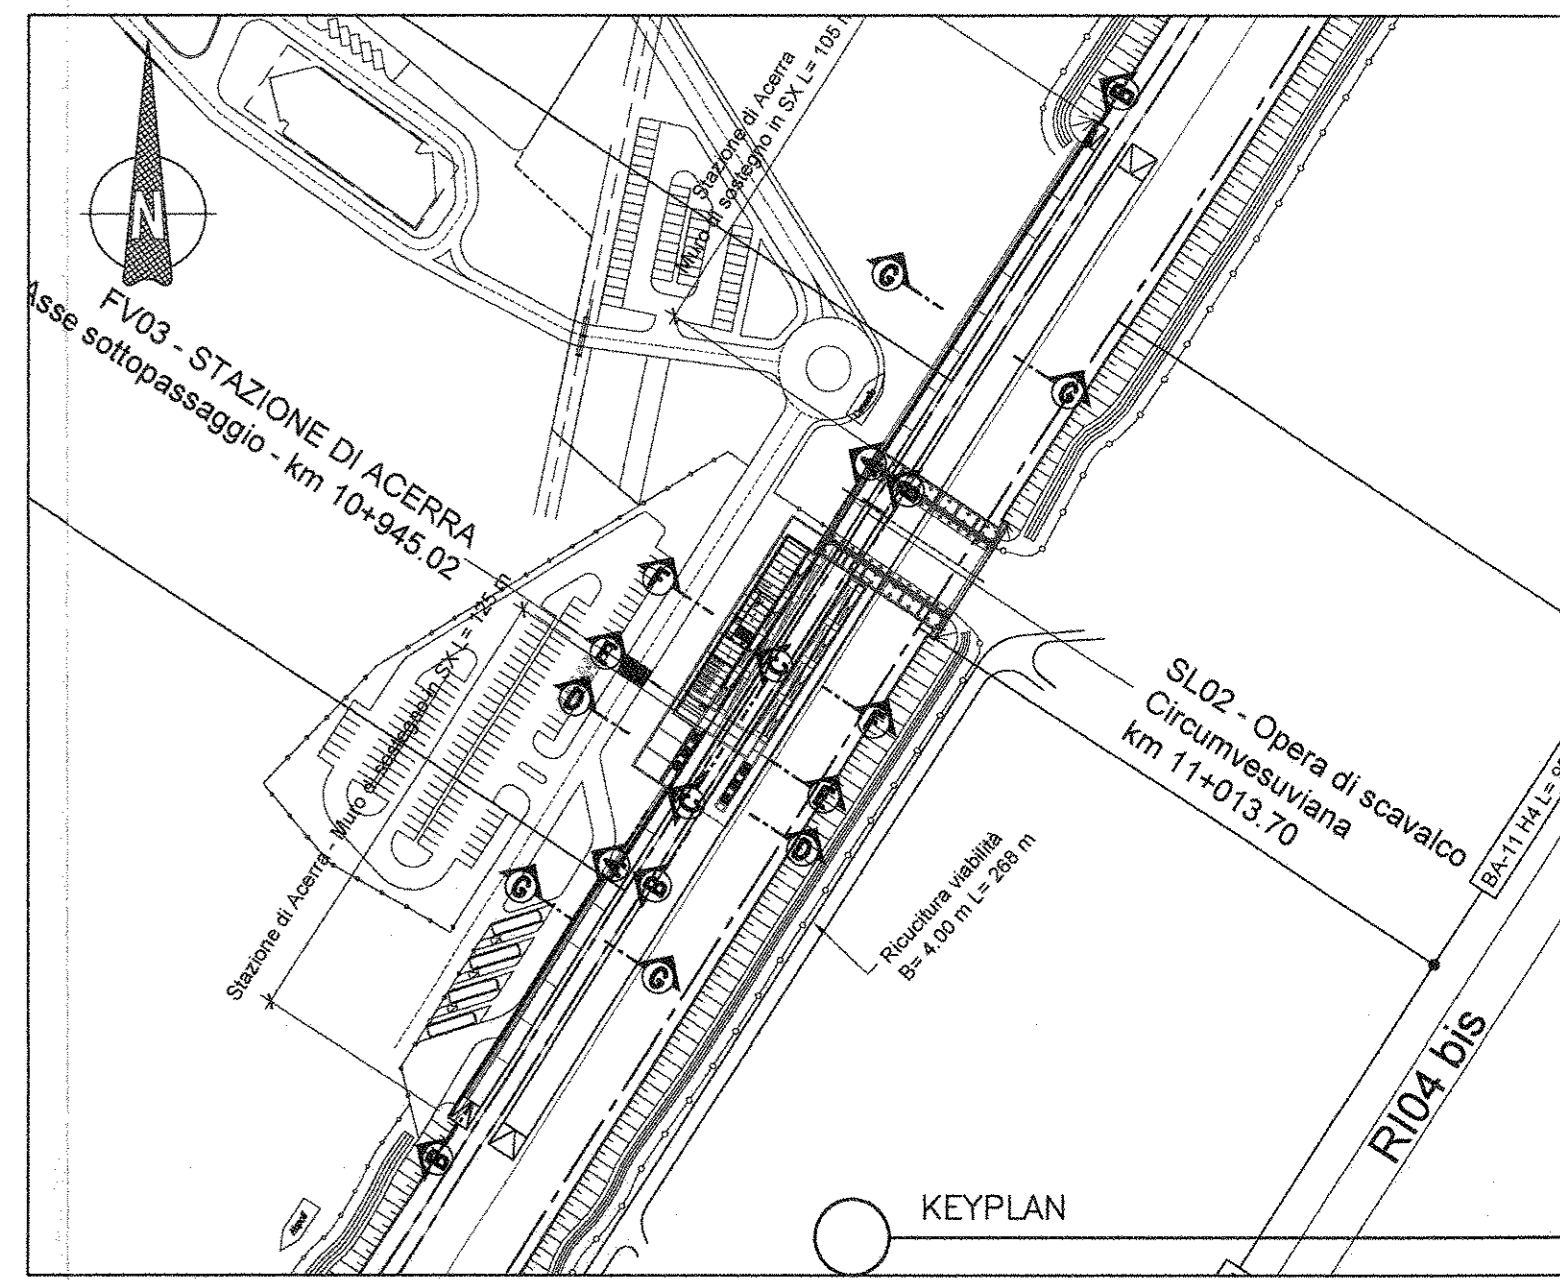 Stazione di Acerra
Muro di sostegno in SX L= 105
N
B
G
FV03 - STAZIONE DI ACERRA
Asse sottopassaggio - km 10+945.02
G
A
B
F
E
D
C
F
E
D
C
A
B
G
G
B
Stazione di Acerra - Muro di sostegno in SX L= 125 m
SL02 - Opera di scavalco
Circumvesuviana
km 11+013.70
Ricucitura viabilità
B= 4.00 m L= 268 m
BA-11 H4 L=
RI04 bis
KEYPLAN